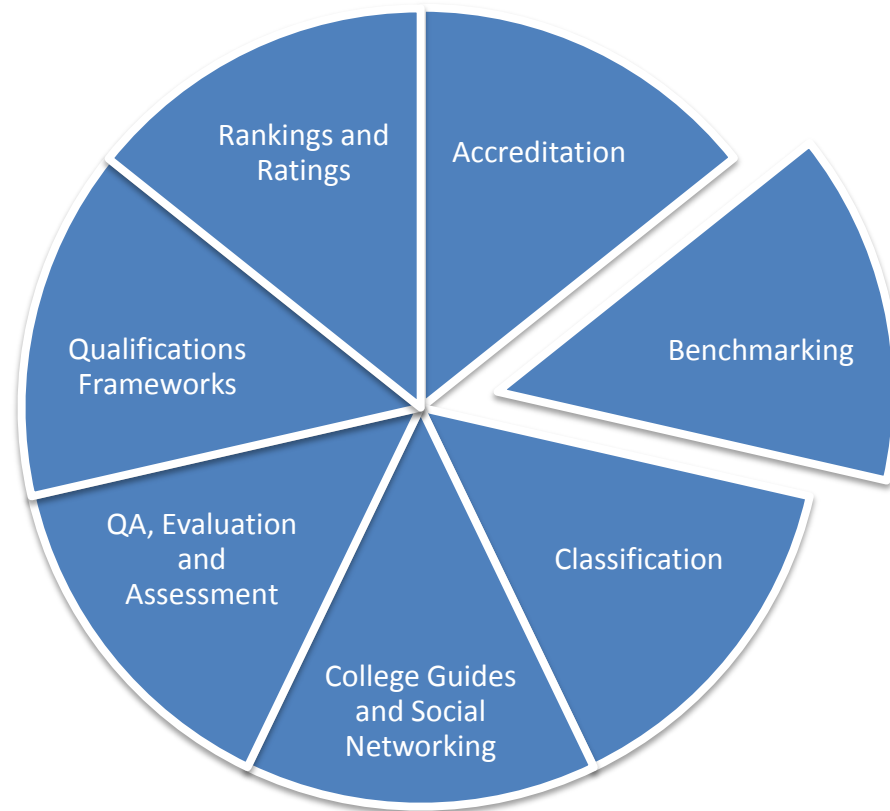 Rankings and
Ratings
Accreditation
Benchmarking
Qualifications
Frameworks
QA, Evaluation
and
Assessment
Classification
College Guides
and Social
Networking